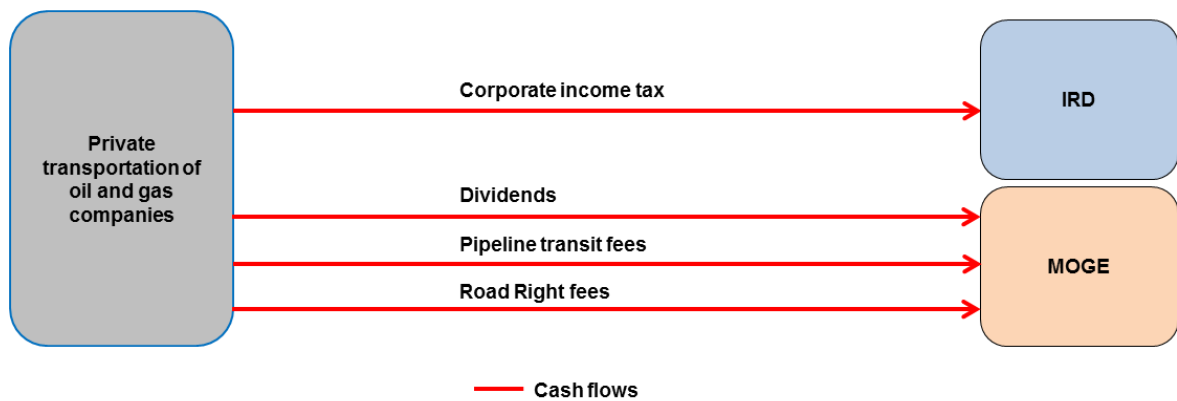 Private
transportation of
oil and gas
companies
Corporate income tax
IRD
Dividends
Pipeline transit fees
Road Right fees
MOGE
Cash flows